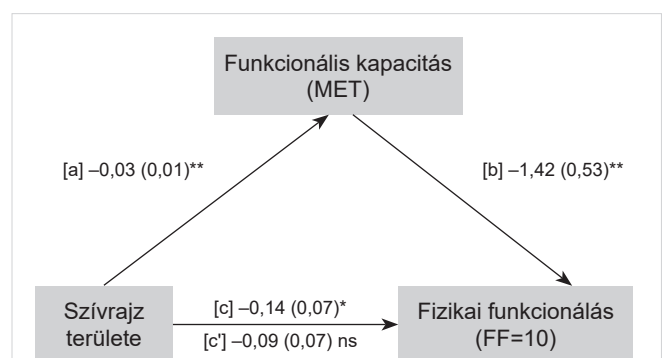 Funkcionális kapacitás
(MET)
[a] –0,03 (0,01)**
[b] –1,42 (0,53)**
Szívrajz
területe
[c] –0,14 (0,07)*
[c'] –0,09 (0,07) ns
Fizikai funkcionálás
(FF=10)